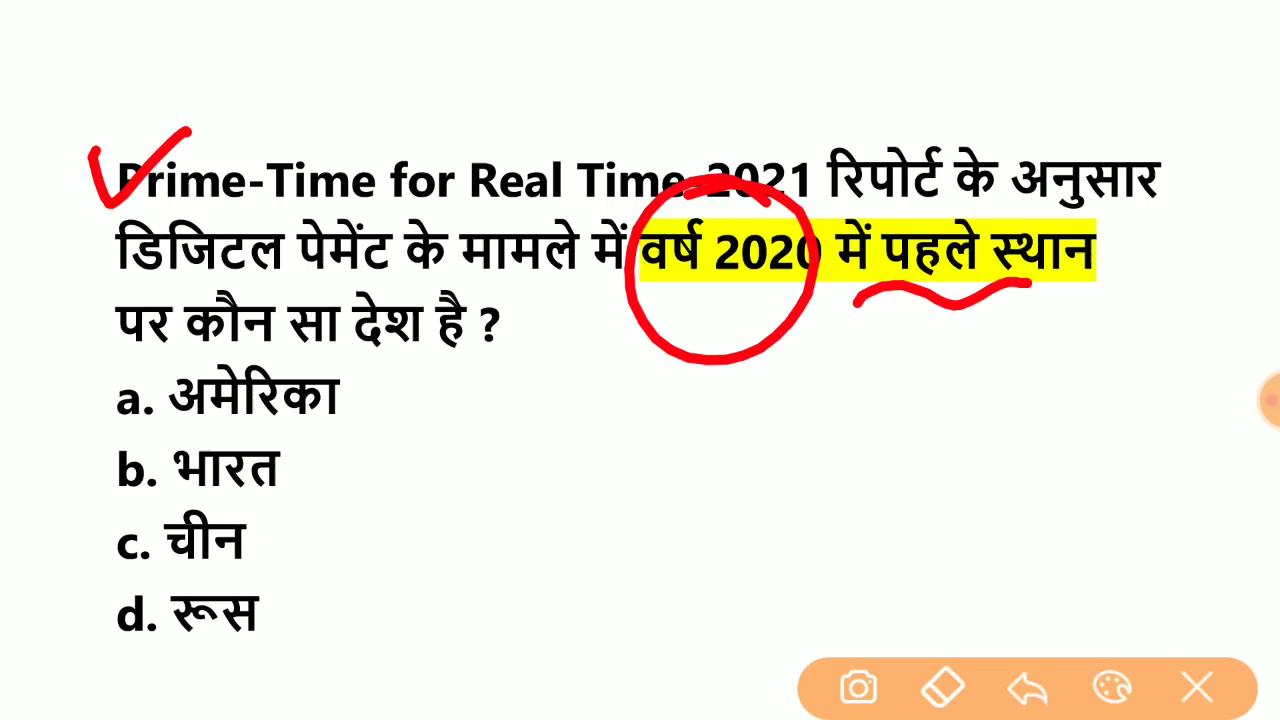 Prime-Time for Real Time-2021 रिपोर्ट के अनुसार
डिजिटल पेमेंट के मामले में वर्ष 2020 में पहले स्थान
पर कौन सा देश है ?
a. अमेरिका
b. भारत
c. चीन
d. रूस